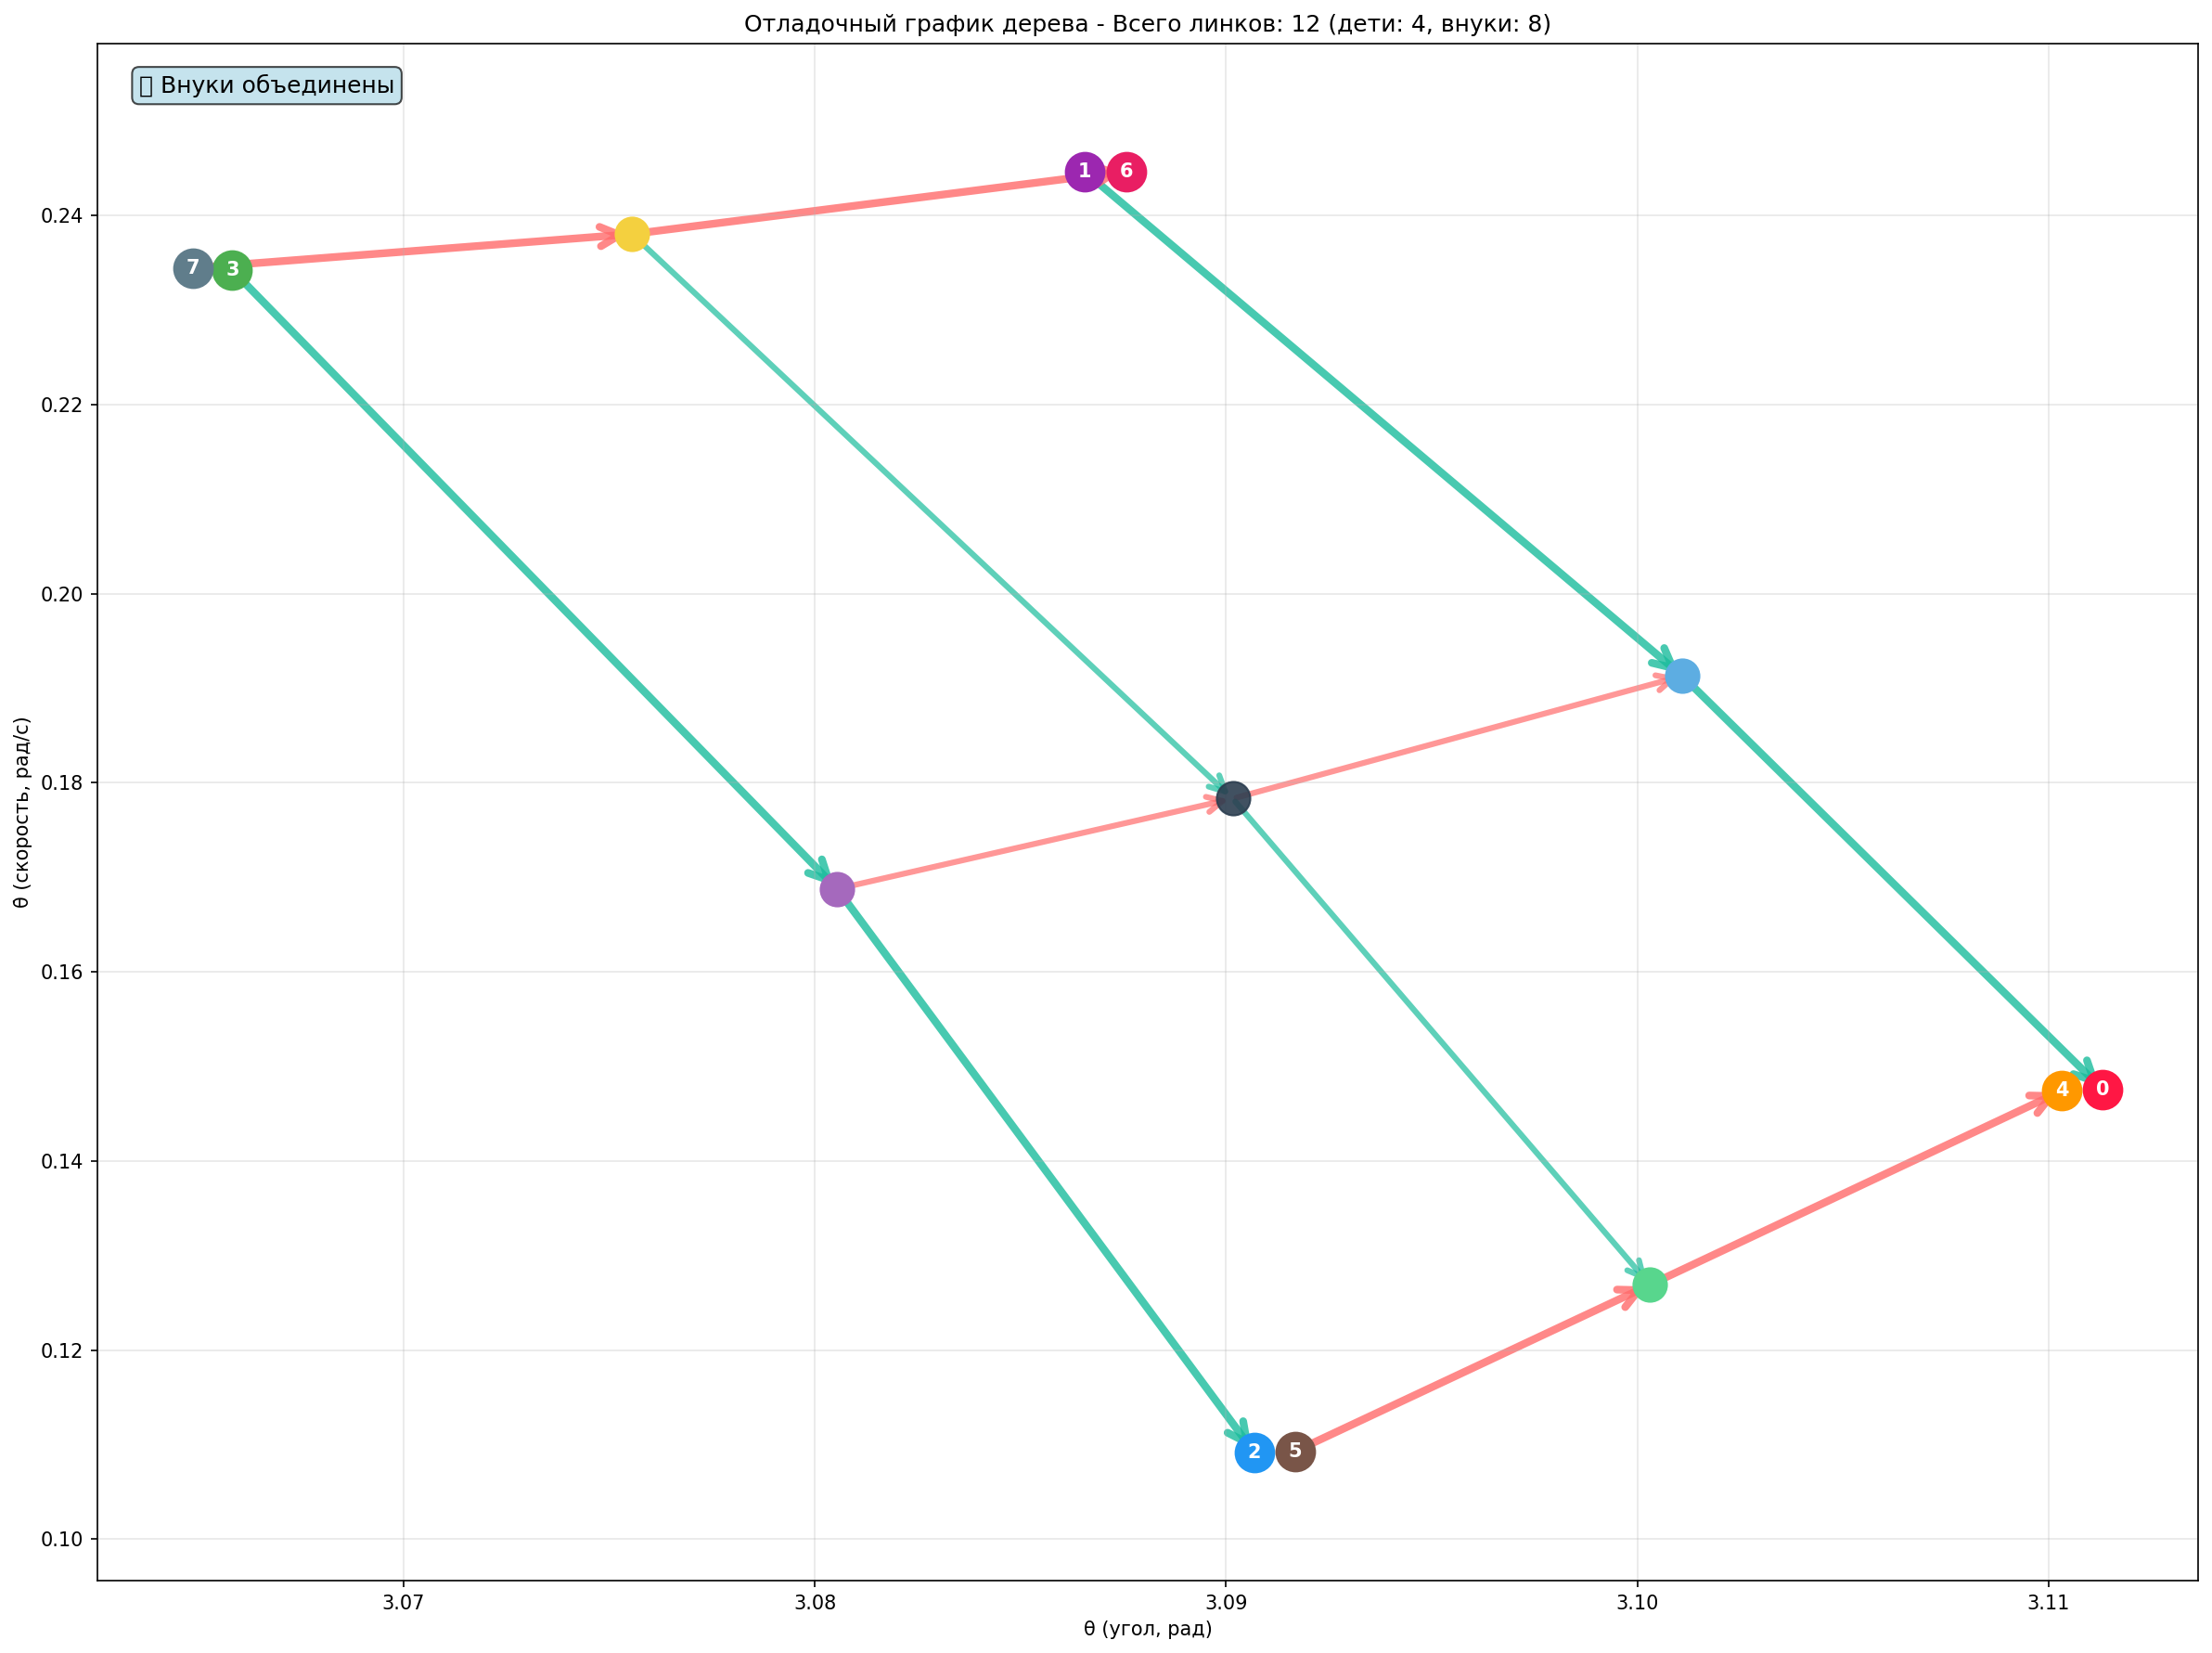 Отладочный график дерева - Всего линков: 12 (дети: 4, внуки: 8)
Внуки объединены
1 6
0.24
7 3
0.22
0.20
0.18
θ (скорость, рад/с)
0.16
4 0
0.14
0.12
2 5
0.10
3.07 3.08 3.09 3.10 3.11
θ (угол, рад)